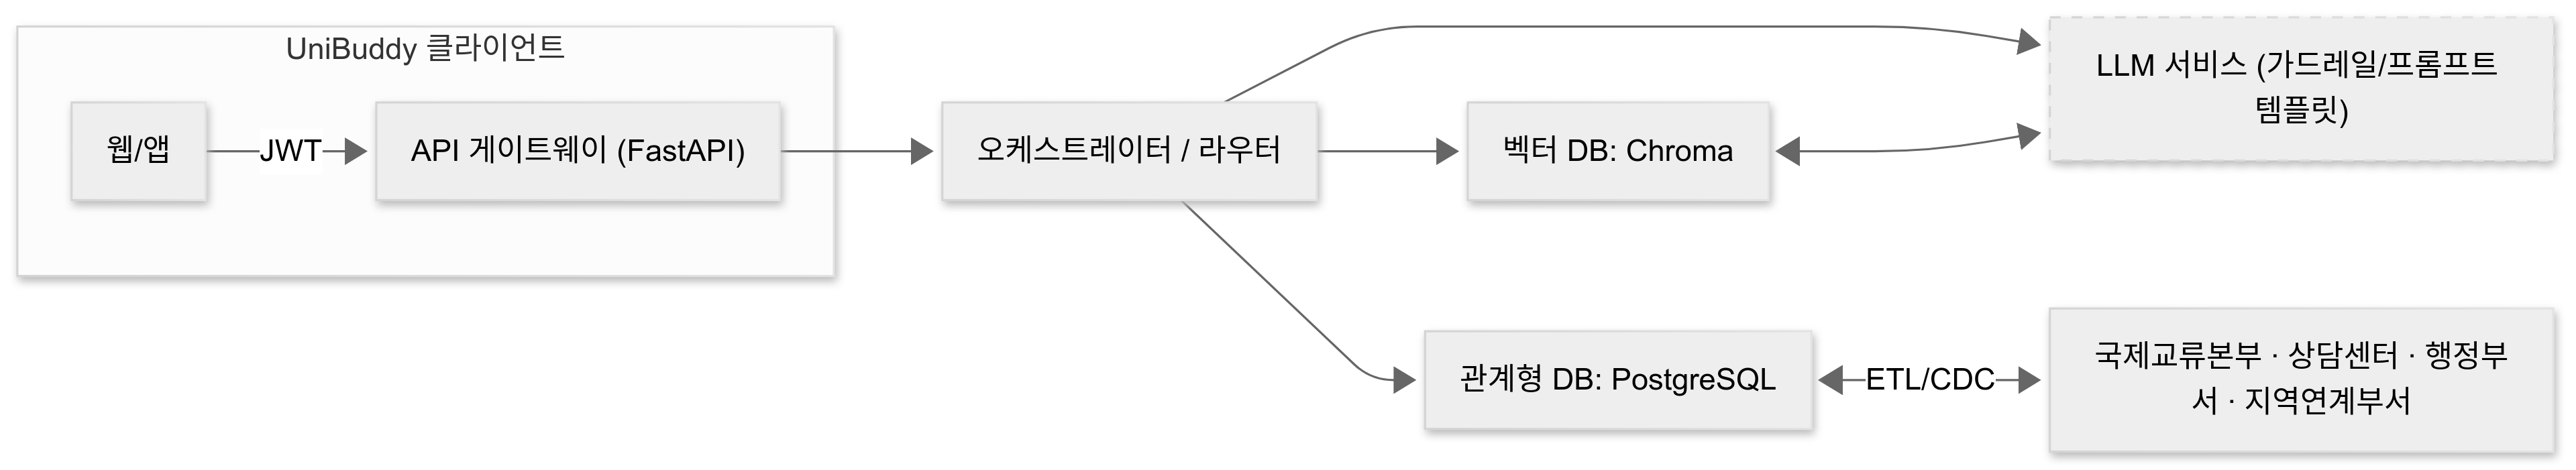 UniBuddy 클라이언트
웹/앱
JWT
API 게이트웨이 (FastAPI)
오케스트레이터 / 라우터
벡터 DB: Chroma
LLM 서비스 (가드레일/프롬프트
템플릿)
관계형 DB: PostgreSQL
ETL/CDC
국제교류본부 · 상담센터 · 행정부
서 · 지역연계부서